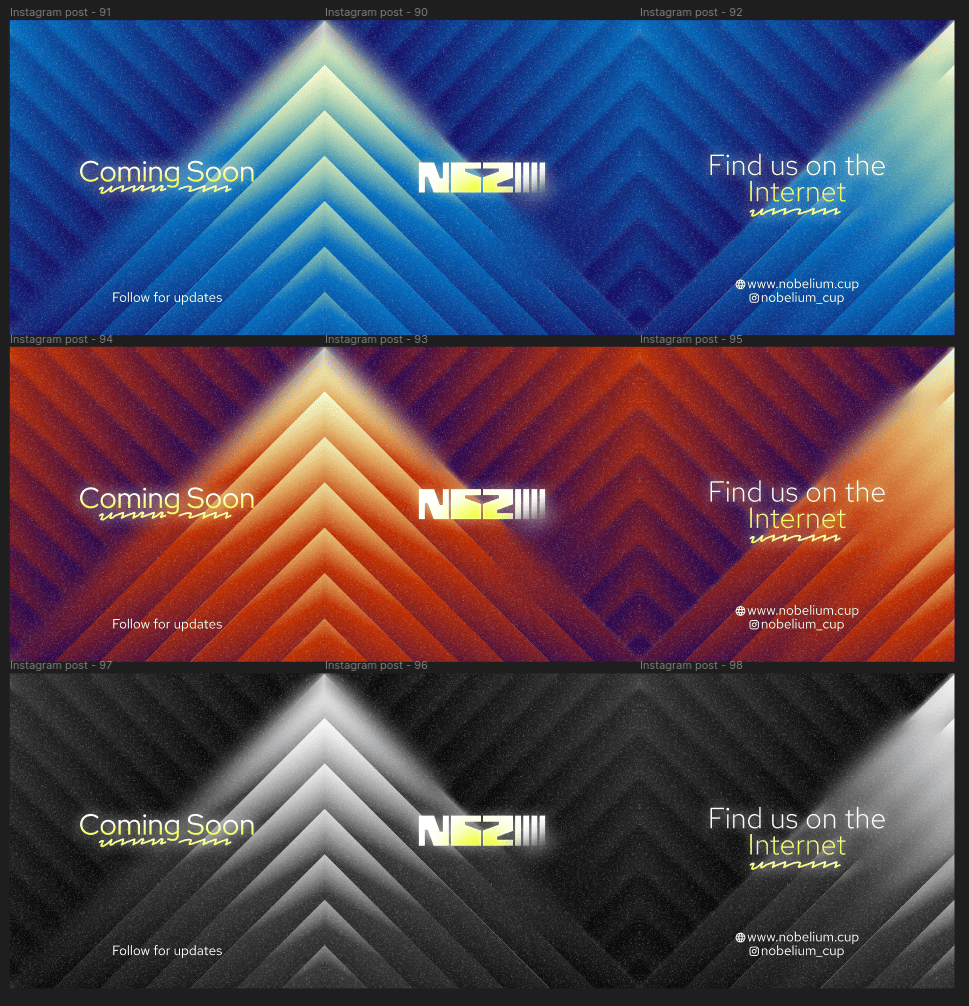 Instagram post - 91
Instagram post - 90
Instagram post - 92
Coming Soon
Find us on the
Internet
Follow for updates
www.nobelium.cup
nobelium_cup
Instagram post - 94
Instagram post - 93
Instagram post - 95
Coming Soon
Find us on the
Internet
Follow for updates
www.nobelium.cup
nobelium_cup
Instagram post - 97
Instagram post - 96
Instagram post - 98
Coming Soon
Find us on the
Internet
Follow for updates
www.nobelium.cup
nobelium_cup